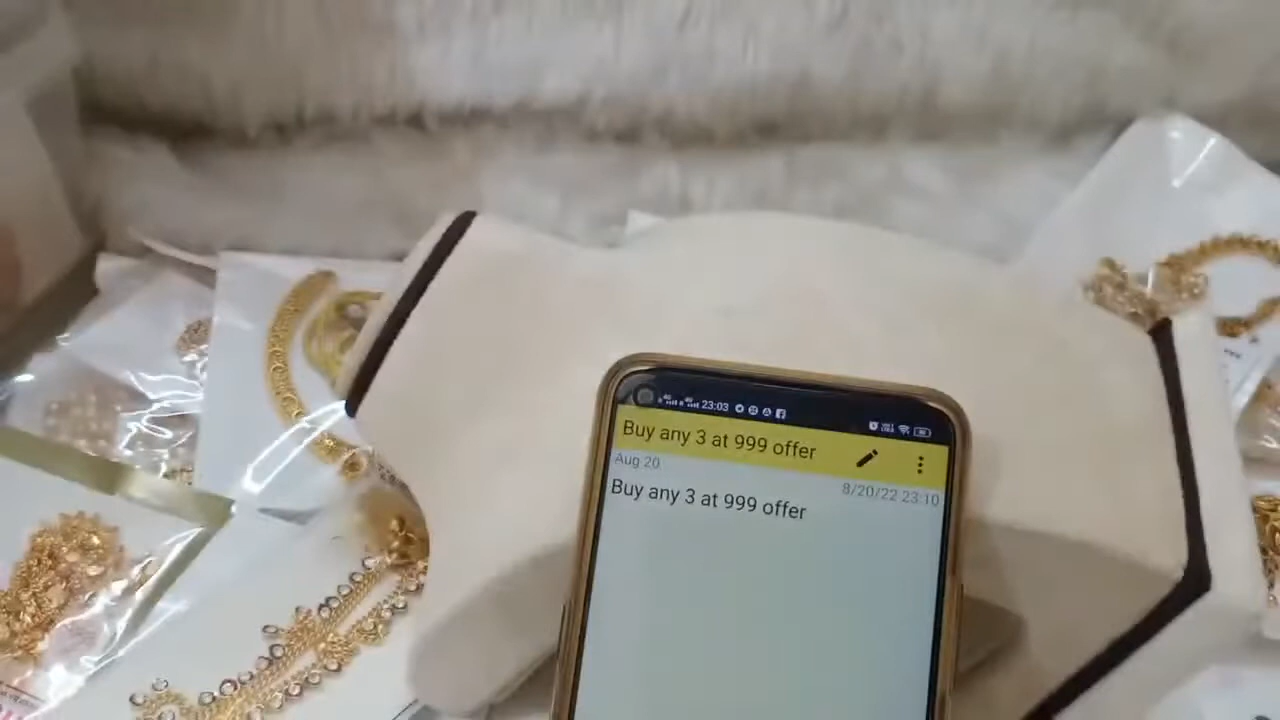 23:03
Buy any 3 at 999 offer
Aug 20
8/20/22 23:10
Buy any 3 at 999 offer